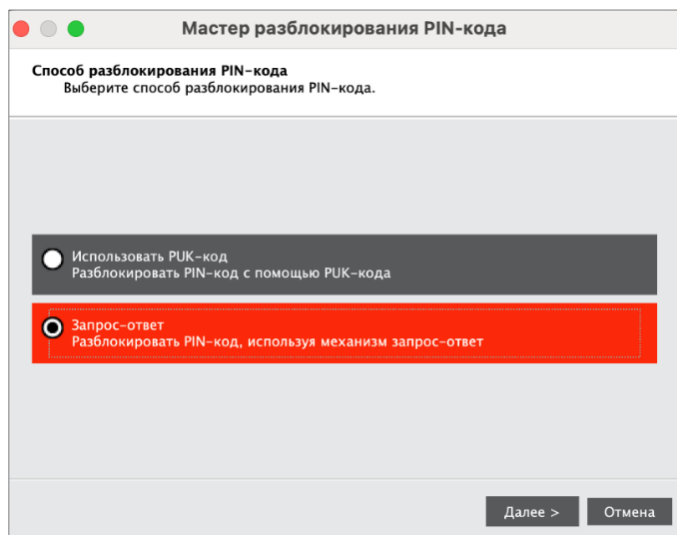 Мастер разблокирования PIN-кода
Способ разблокирования PIN-кода
Выберите способ разблокирования PIN-кода.
Использовать PUK-код
Разблокировать PIN-код с помощью PUK-кода
Запрос-ответ
Разблокировать PIN-код, используя механизм запрос-ответ
Далее >
Отмена